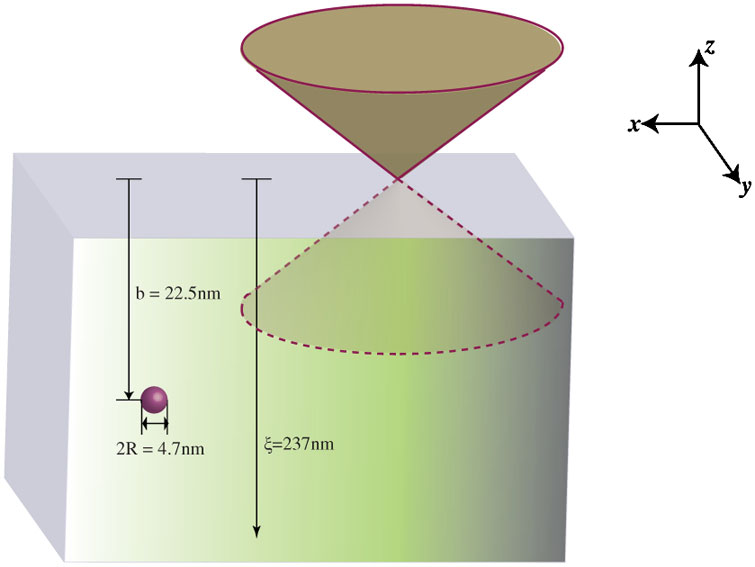 z
x
y
b = 22.5nm
2R = 4.7nm
ξ=237nm